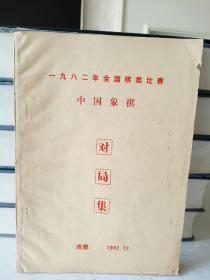 一九八二年全国棋类比赛
中国象棋
对
局
集
·成都· 1982.12